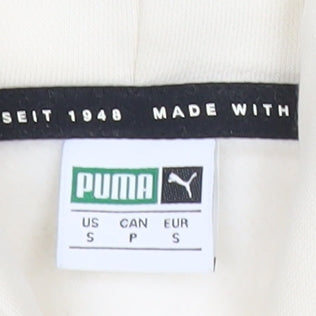 SEIT 1948 MADE WITH
PUMA
US CAN EUR
S P S